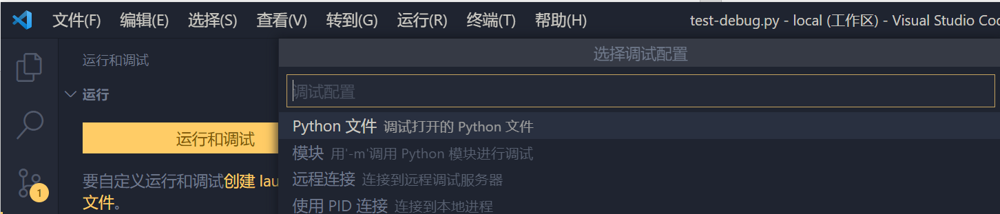 文件(F) 编辑(E) 选择(S) 查看(V) 转到(G) 运行(R) 终端(T) 帮助(H) test-debug.py - local (工作区) - Visual Studio Co
运行和调试
运行
运行和调试
要自定义运行和调试创建 lau
文件。
1
选择调试配置
调试配置
Python 文件 调试打开的 Python 文件
模块 用'-m'调用 Python 模块进行调试
远程连接 连接到远程调试服务器
使用 PID 连接 连接到本地进程